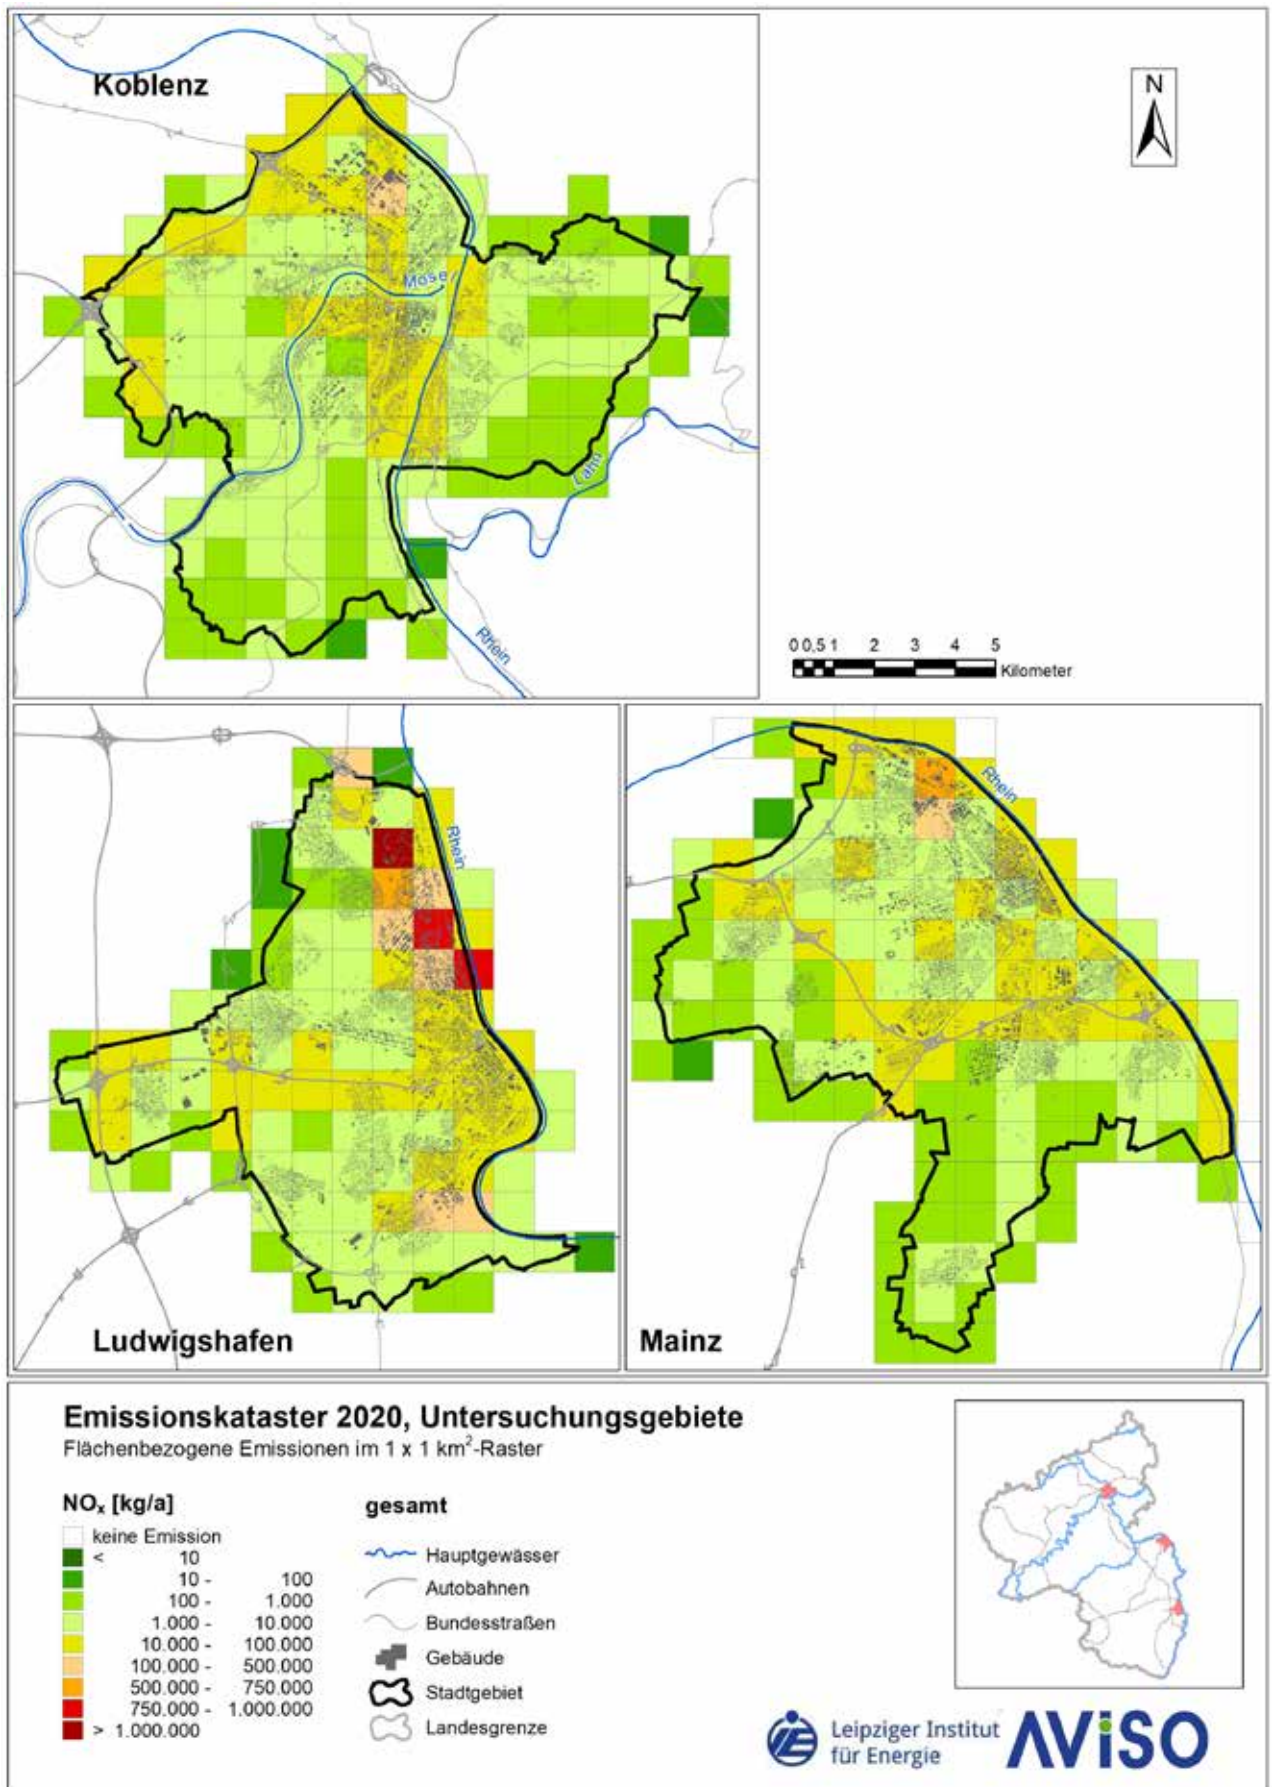 Koblenz
N
Mose
Lahn
Rhein
0 0,5 1 2 3 4 5
Kilometer
Rhein
Rhein
Ludwigshafen
Mainz
Emissionskataster 2020, Untersuchungsgebiete
Flächenbezogene Emissionen im 1 x 1 km²-Raster
NOₓ [kg/a]
keine Emission
< 10
10 - 100
100 - 1.000
1.000 - 10.000
10.000 - 100.000
100.000 - 500.000
500.000 - 750.000
750.000 - 1.000.000
> 1.000.000
gesamt
Hauptgewässer
Autobahnen
Bundesstraßen
Gebäude
Stadtgebiet
Landesgrenze
Leipziger Institut
für Energie
AViSO